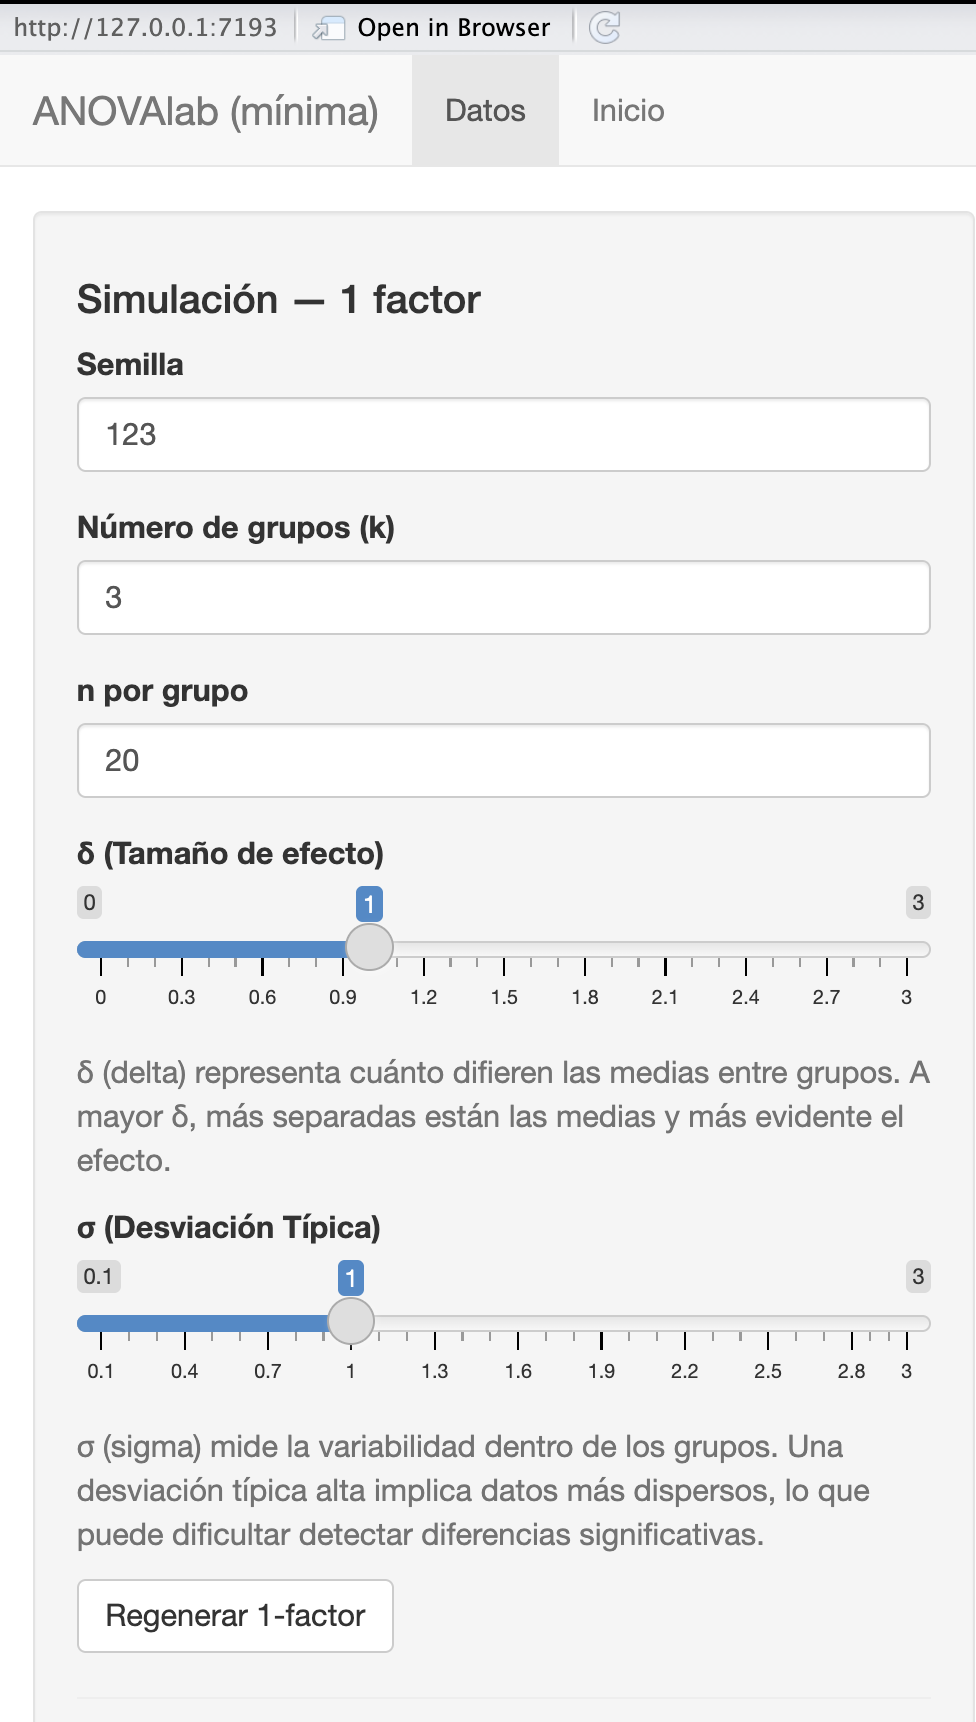 http://127.0.0.1:7193 Open in Browser
ANOVAlab (mínima) Datos Inicio
Simulación — 1 factor
Semilla
123
Número de grupos (k)
3
n por grupo
20
δ (Tamaño de efecto)
0 1 3
0 0.3 0.6 0.9 1.2 1.5 1.8 2.1 2.4 2.7 3
δ (delta) representa cuánto difieren las medias entre grupos. A
mayor δ, más separadas están las medias y más evidente el
efecto.
σ (Desviación Típica)
0.1 1 3
0.1 0.4 0.7 1 1.3 1.6 1.9 2.2 2.5 2.8 3
σ (sigma) mide la variabilidad dentro de los grupos. Una
desviación típica alta implica datos más dispersos, lo que
puede dificultar detectar diferencias significativas.
Regenerar 1-factor